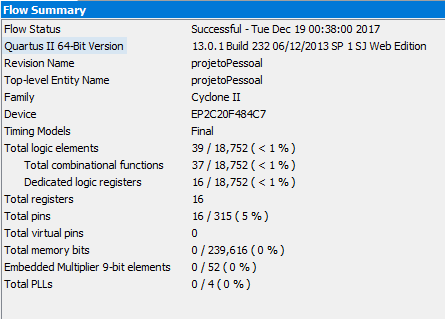 Flow Summary
Flow Status Successful - Tue Dec 19 00:38:00 2017
Quartus II 64-Bit Version 13.0.1 Build 232 06/12/2013 SP 1 SJ Web Edition
Revision Name projetoPessoal
Top-level Entity Name projetoPessoal
Family Cyclone II
Device EP2C20F484C7
Timing Models Final
Total logic elements 39 / 18,752 ( < 1 % )
Total combinational functions 37 / 18,752 ( < 1 % )
Dedicated logic registers 16 / 18,752 ( < 1 % )
Total registers 16
Total pins 16 / 315 ( 5 % )
Total virtual pins 0
Total memory bits 0 / 239,616 ( 0 % )
Embedded Multiplier 9-bit elements 0 / 52 ( 0 % )
Total PLLs 0 / 4 ( 0 % )